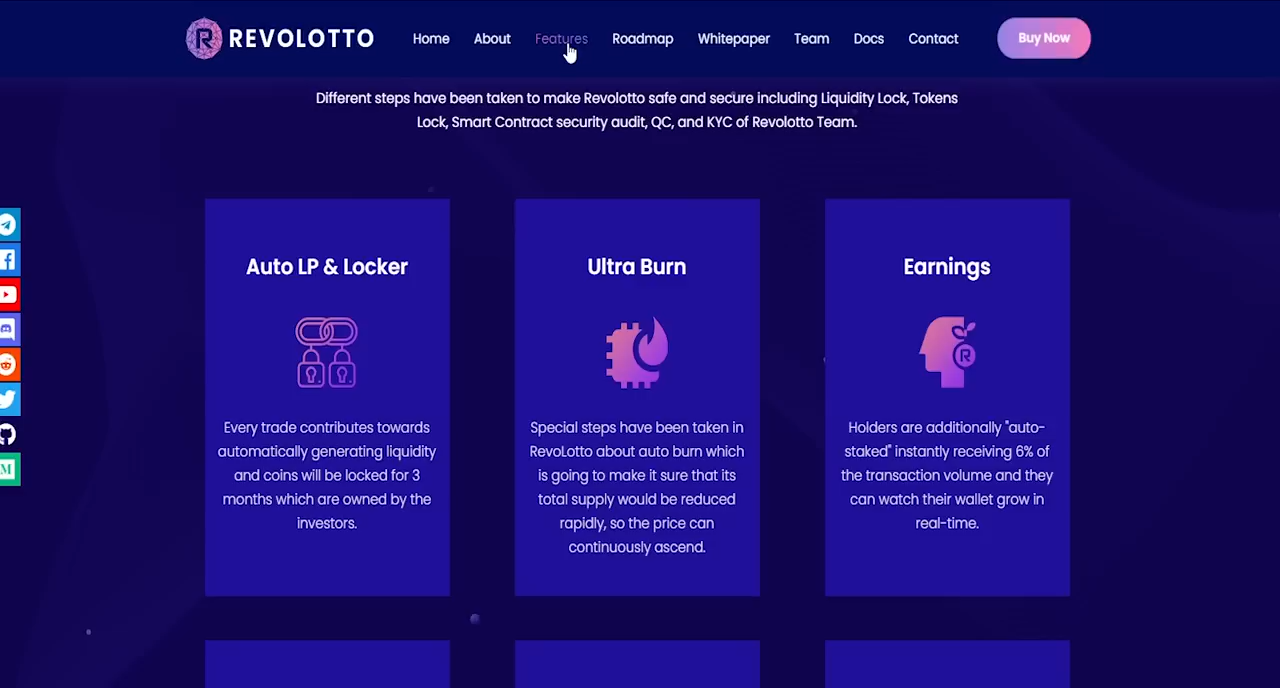 REVOLOTTO
Home About Features Roadmap Whitepaper Team Docs Contact Buy Now
Different steps have been taken to make Revolotto safe and secure including Liquidity Lock, Tokens
Lock, Smart Contract security audit, QC, and KYC of Revolotto Team.
Auto LP & Locker
Every trade contributes towards
automatically generating liquidity
and coins will be locked for 3
months which are owned by the
investors.
Ultra Burn
Special steps have been taken in
RevoLotto about auto burn which
is going to make it sure that its
total supply would be reduced
rapidly, so the price can
continuously ascend.
Earnings
R
Holders are additionally "auto-
staked" instantly receiving 6% of
the transaction volume and they
can watch their wallet grow in
real-time.